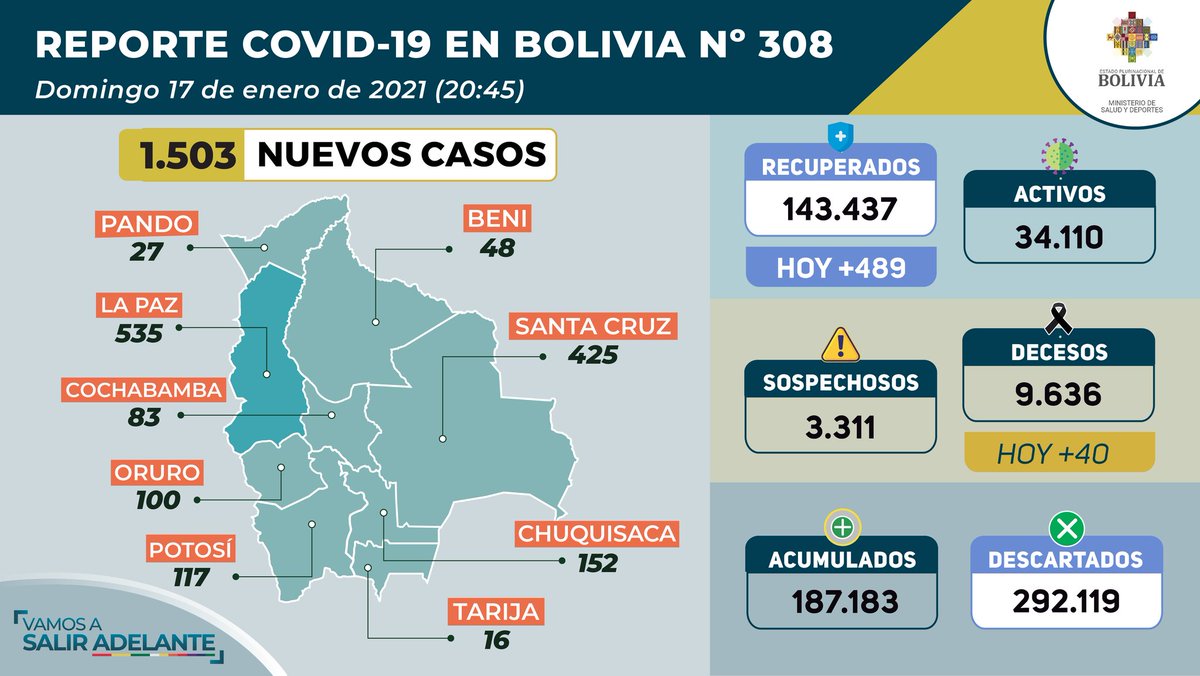 REPORTE COVID-19 EN BOLIVIA Nº 308
Domingo 17 de enero de 2021 (20:45)
ESTADO PLURINACIONAL DE
BOLIVIA
MINISTERIO DE
SALUD Y DEPORTES
1.503 NUEVOS CASOS
PANDO
27
BENI
48
LA PAZ
535
SANTA CRUZ
425
COCHABAMBA
83
ORURO
100
POTOSÍ
117
CHUQUISACA
152
TARIJA
16
VAMOS A
SALIR ADELANTE
RECUPERADOS
143.437
HOY +489
ACTIVOS
34.110
SOSPECHOSOS
3.311
DECESOS
9.636
HOY +40
ACUMULADOS
187.183
DESCARTADOS
292.119